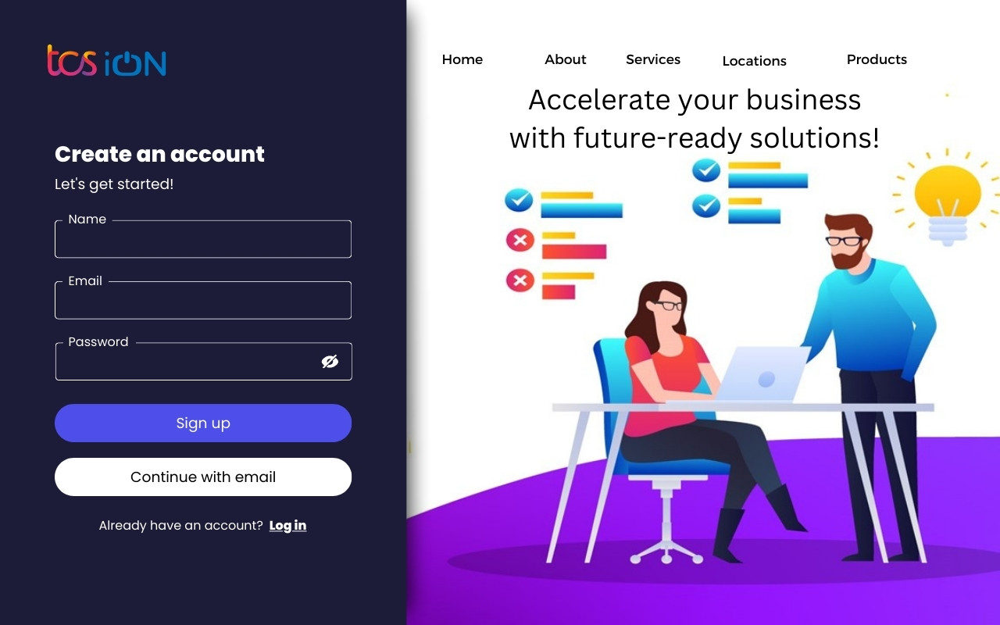 tcs iON
Create an account
Let's get started!
Name
Email
Password
Sign up
Continue with email
Already have an account? Log in
Home About Services Locations Products
Accelerate your business
with future-ready solutions!